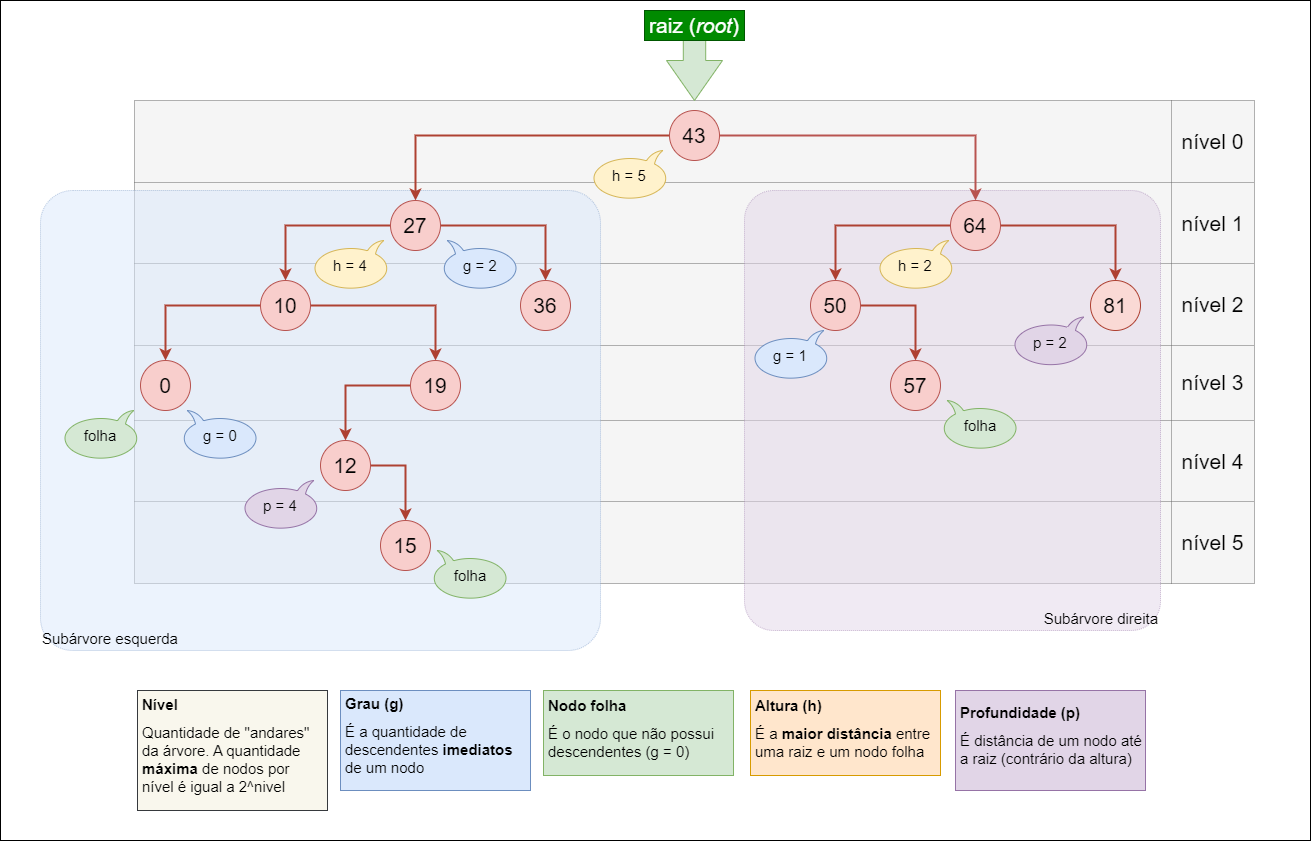 raiz (root)
43
nível 0
h = 5
27
64
nível 1
h = 4
g = 2
h = 2
10
36
50
81
nível 2
g = 1
p = 2
0
19
57
nível 3
folha
g = 0
folha
12
nível 4
p = 4
15
nível 5
folha
Subárvore esquerda
Subárvore direita
Nível
Quantidade de "andares"
da árvore. A quantidade
máxima de nodos por
nível é igual a 2^nivel
Grau (g)
É a quantidade de
descendentes imediatos
de um nodo
Nodo folha
É o nodo que não possui
descendentes (g = 0)
Altura (h)
É a maior distância entre
uma raiz e um nodo folha
Profundidade (p)
É distância de um nodo até
a raiz (contrário da altura)